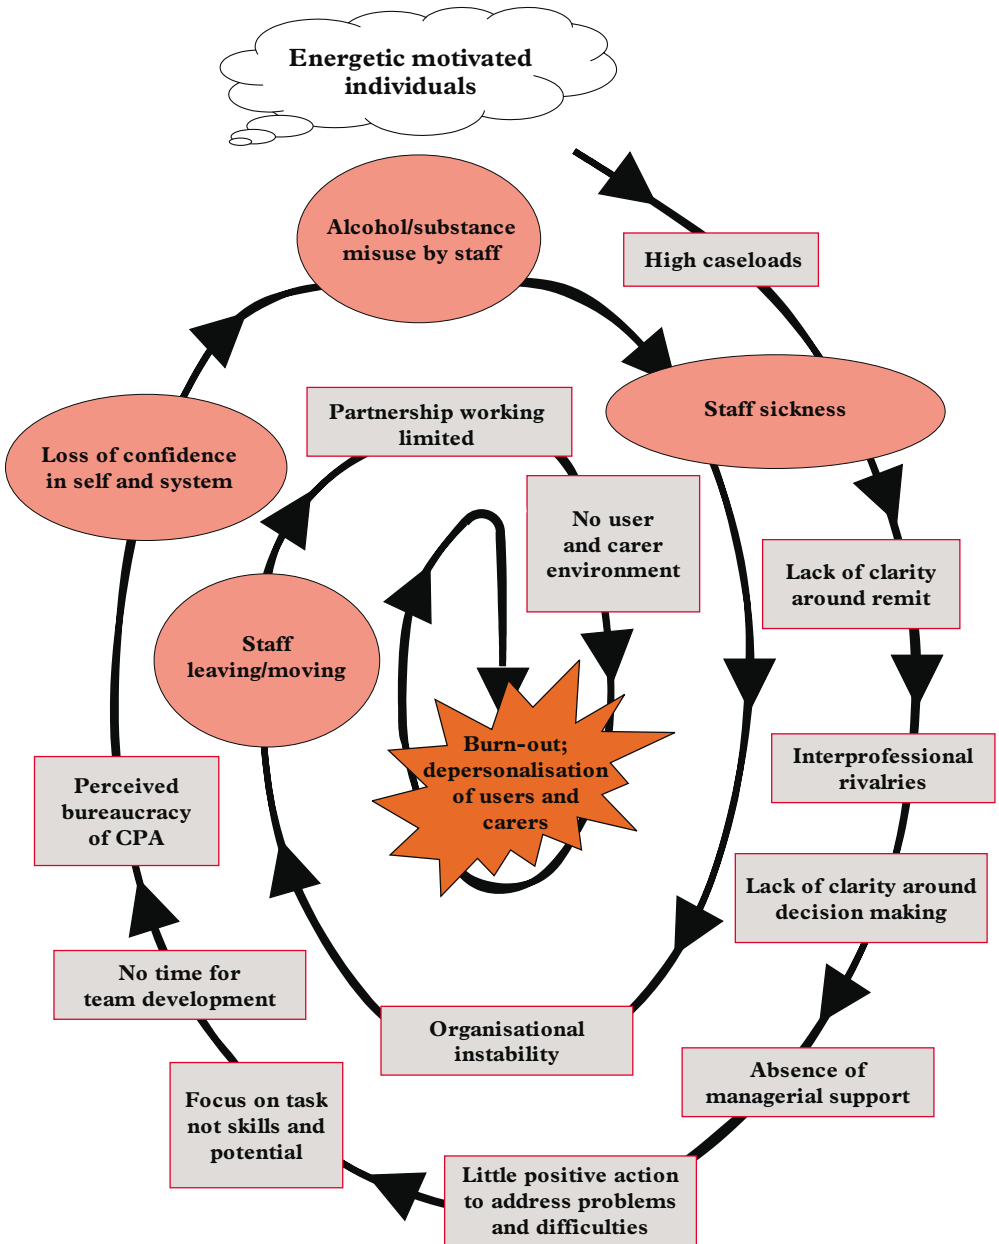 Energetic motivated
individuals
Alcohol/substance
misuse by staff
High caseloads
Staff sickness
Partnership working
limited
Loss of confidence
in self and system
No user
and carer
environment
Lack of clarity
around remit
Staff
leaving/moving
Interprofessional
rivalries
Burn-out;
depersonalisation
of users and
carers
Perceived
bureaucracy
of CPA
Lack of clarity around
decision making
No time for
team development
Organisational
instability
Absence of
managerial support
Focus on task
not skills and
potential
Little positive action
to address problems
and difficulties